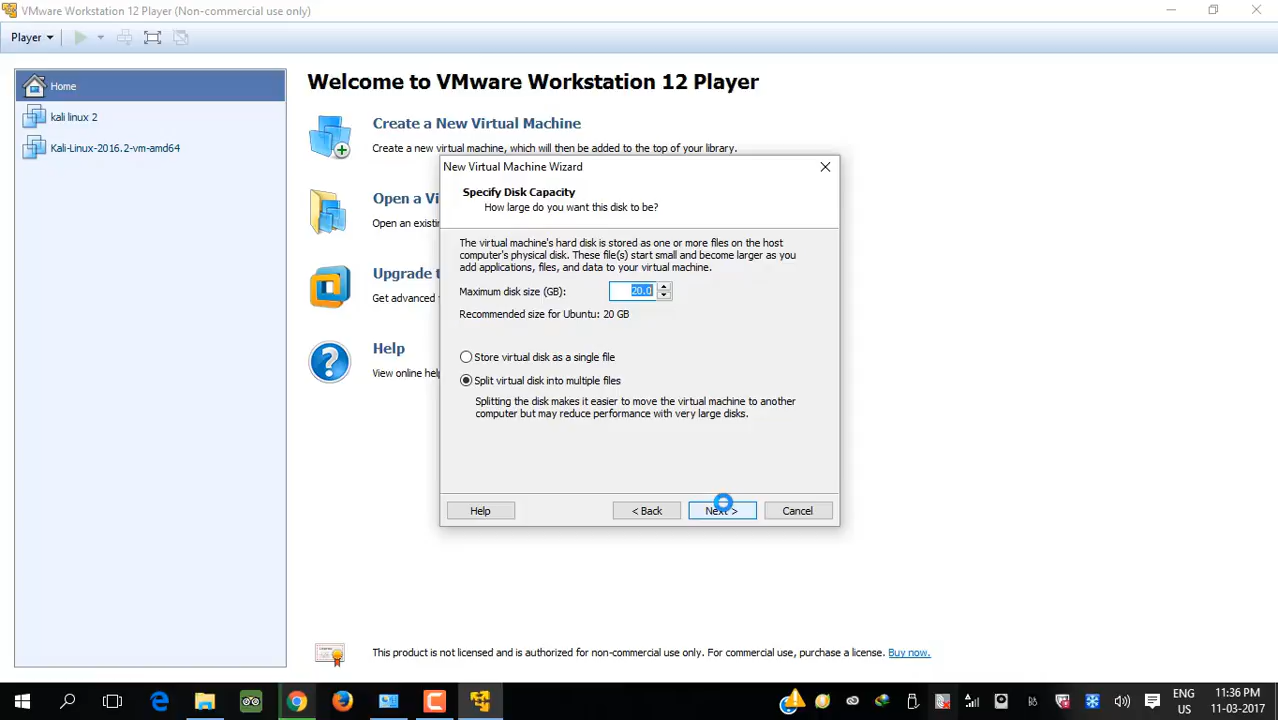 VMware Workstation 12 Player (Non-commercial use only)
Player
Home
kali linux 2
Kali-Linux-2016.2-vm-amd64
Welcome to VMware Workstation 12 Player
Create a New Virtual Machine
Create a new virtual machine, which will then be added to the top of your library.
Open a Vi
Open an existin
Upgrade t
Get advanced
Help
View online help
New Virtual Machine Wizard
Specify Disk Capacity
How large do you want this disk to be?
The virtual machine's hard disk is stored as one or more files on the host
computer's physical disk. These file(s) start small and become larger as you
add applications, files, and data to your virtual machine.
Maximum disk size (GB): 20.0
Recommended size for Ubuntu: 20 GB
Store virtual disk as a single file
Split virtual disk into multiple files
Splitting the disk makes it easier to move the virtual machine to another
computer but may reduce performance with very large disks.
Help < Back Next > Cancel
This product is not licensed and is authorized for non-commercial use only. For commercial use, purchase a license. Buy now.
ENG 11:36 PM
US 11-03-2017